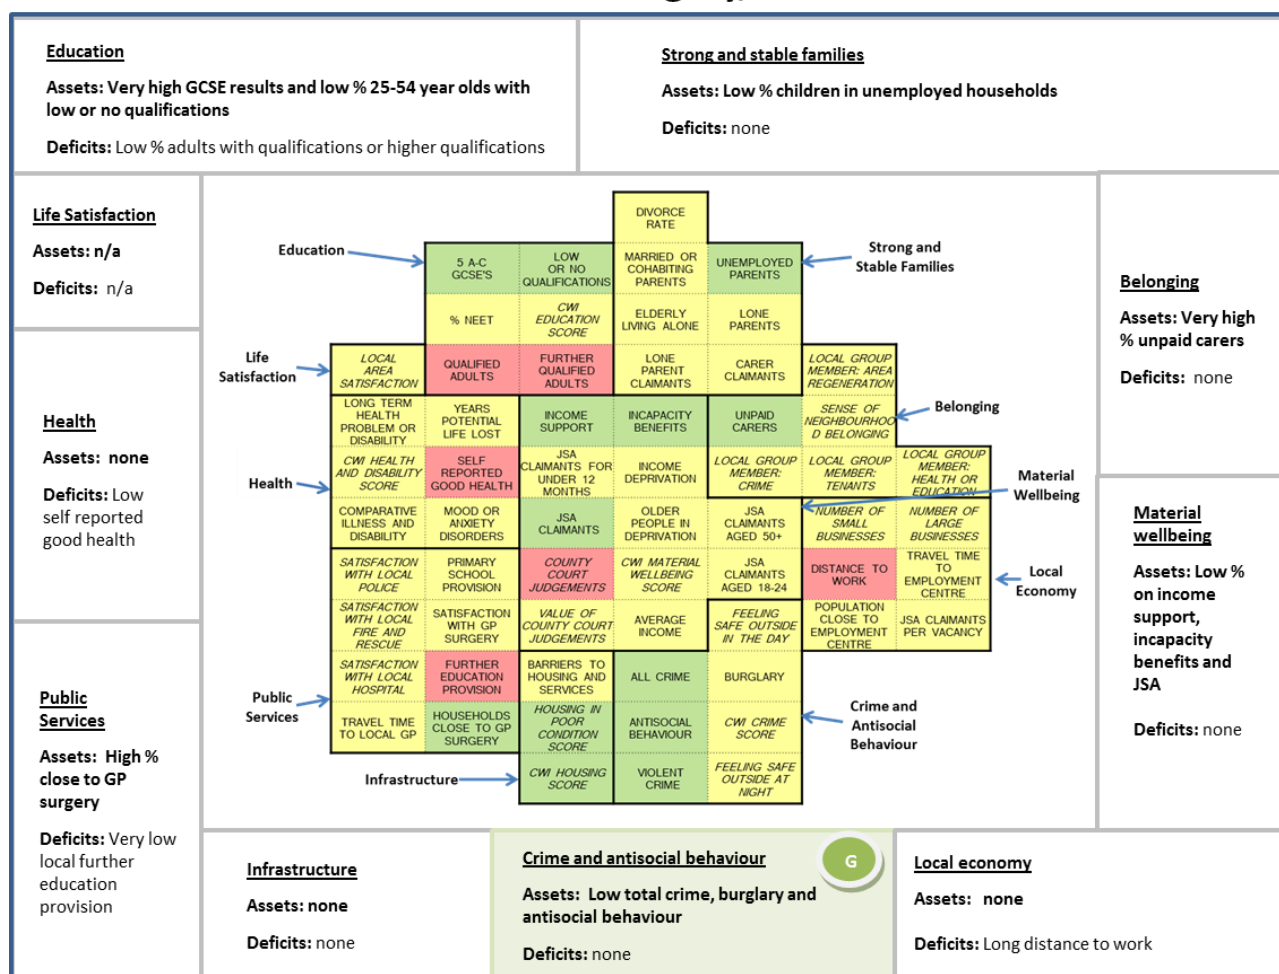 Education
Assets: Very high GCSE results and low % 25-54 year olds with
low or no qualifications
Deficits: Low % adults with qualifications or higher qualifications
Strong and stable families
Assets: Low % children in unemployed households
Deficits: none
Life Satisfaction
Assets: n/a
Deficits: n/a
Health
Assets: none
Deficits: Low
self reported
good health
Public
Services
Assets: High %
close to GP
surgery
Deficits: Very low
local further
education
provision
Education
Life
Satisfaction
Health
Public
Services
Infrastructure
DIVORCE
RATE
5 A-C
GCSE'S
LOW
OR NO
QUALIFICATIONS
MARRIED OR
COHABITING
PARENTS
UNEMPLOYED
PARENTS
% NEET
CWI
EDUCATION
SCORE
ELDERLY
LIVING ALONE
LONE
PARENTS
LOCAL
AREA
SATISFACTION
QUALIFIED
ADULTS
FURTHER
QUALIFIED
ADULTS
LONE
PARENT
CLAIMANTS
CARER
CLAIMANTS
LOCAL GROUP
MEMBER: AREA
REGENERATION
LONG TERM
HEALTH
PROBLEM OR
DISABILITY
YEARS
POTENTIAL
LIFE LOST
INCOME
SUPPORT
INCAPACITY
BENEFITS
UNPAID
CARERS
SENSE OF
NEIGHBOURHOO
D BELONGING
CWI HEALTH
AND DISABILITY
SCORE
SELF
REPORTED
GOOD HEALTH
JSA
CLAIMANTS FOR
UNDER 12
MONTHS
INCOME
DEPRIVATION
LOCAL GROUP
MEMBER:
CRIME
LOCAL GROUP
MEMBER:
TENANTS
LOCAL GROUP
MEMBER:
HEALTH OR
EDUCATION
COMPARATIVE
ILLNESS AND
DISABILITY
MOOD OR
ANXIETY
DISORDERS
JSA
CLAIMANTS
OLDER
PEOPLE IN
DEPRIVATION
JSA
CLAIMANTS
AGED 50+
NUMBER OF
SMALL
BUSINESSES
NUMBER OF
LARGE
BUSINESSES
SATISFACTION
WITH LOCAL
POLICE
PRIMARY
SCHOOL
PROVISION
COUNTY
COURT
JUDGEMENTS
CWI MATERIAL
WELLBEING
SCORE
JSA
CLAIMANTS
AGED 18-24
DISTANCE TO
WORK
TRAVEL TIME
TO
EMPLOYMENT
CENTRE
SATISFACTION
WITH LOCAL
FIRE AND
RESCUE
SATISFACTION
WITH GP
SURGERY
VALUE OF
COUNTY COURT
JUDGEMENTS
AVERAGE
INCOME
FEELING
SAFE OUTSIDE
IN THE DAY
POPULATION
CLOSE TO
EMPLOYMENT
CENTRE
JSA CLAIMANTS
PER VACANCY
SATISFACTION
WITH LOCAL
HOSPITAL
FURTHER
EDUCATION
PROVISION
BARRIERS TO
HOUSING AND
SERVICES
ALL CRIME
BURGLARY
TRAVEL TIME
TO LOCAL GP
HOUSEHOLDS
CLOSE TO GP
SURGERY
HOUSING IN
POOR
CONDITION
SCORE
ANTISOCIAL
BEHAVIOUR
CWI CRIME
SCORE
CWI HOUSING
SCORE
VIOLENT
CRIME
FEELING SAFE
OUTSIDE AT
NIGHT
Strong and
Stable Families
Belonging
Material
Wellbeing
Local
Economy
Crime and
Antisocial
Behaviour
Belonging
Assets: Very high
% unpaid carers
Deficits: none
Material
wellbeing
Assets: Low %
on income
support,
incapacity
benefits and
JSA
Deficits: none
Infrastructure
Assets: none
Deficits: none
Crime and antisocial behaviour
G
Assets: Low total crime, burglary and
antisocial behaviour
Deficits: none
Local economy
Assets: none
Deficits: Long distance to work